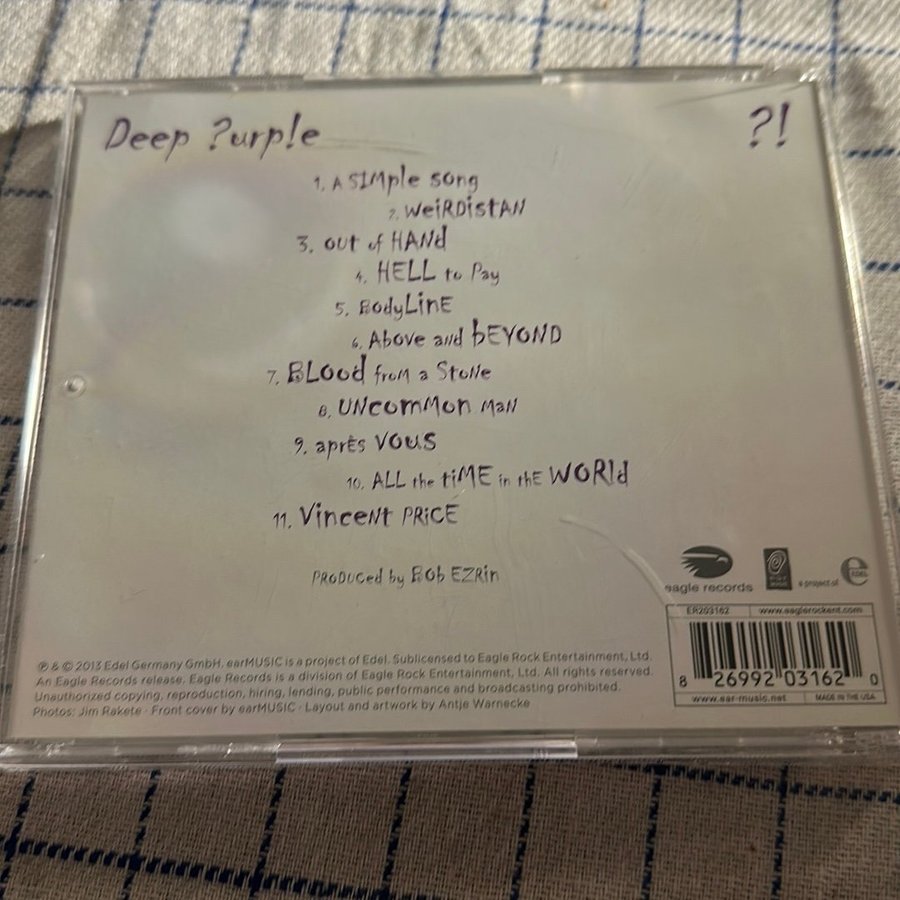 Deep ?urp!e
?!
1. A SIMple song
2. WeiRDistAN
3. out of HANd
4. HELL to Pay
5. BodyLinE
6. Above and bEYOND
7. BLOod froM a StoNe
8. UNcomMon MaN
9. après VOUS
10. ALL the tiME in thE WORld
11. VinceNt PRiCE
PRoDUCed by BOb EZRin
eagle records
a project of EDEL
ER203162 www.eaglerockent.com
8 26992 03162 0
www.ear-music.net MADE IN THE USA
℗ & © 2013 Edel Germany GmbH. earMUSIC is a project of Edel. Sublicensed to Eagle Rock Entertainment, Ltd.
An Eagle Records release. Eagle Records is a division of Eagle Rock Entertainment, Ltd. All rights reserved.
Unauthorized copying, reproduction, hiring, lending, public performance and broadcasting prohibited.
Photos: Jim Rakete · Front cover by earMUSIC · Layout and artwork by Antje Warnecke